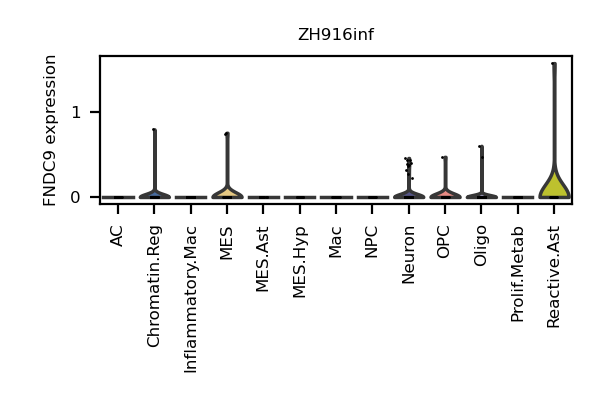 ZH916inf
FNDC9 expression
1
0
AC
Chromatin.Reg
Inflammatory.Mac
MES
MES.Ast
MES.Hyp
Mac
NPC
Neuron
OPC
Oligo
Prolif.Metab
Reactive.Ast